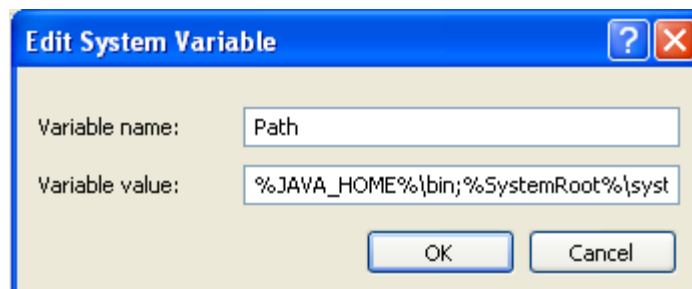 Edit System Variable
Variable name: Path
Variable value: %JAVA_HOME%\bin;%SystemRoot%\syst
OK Cancel